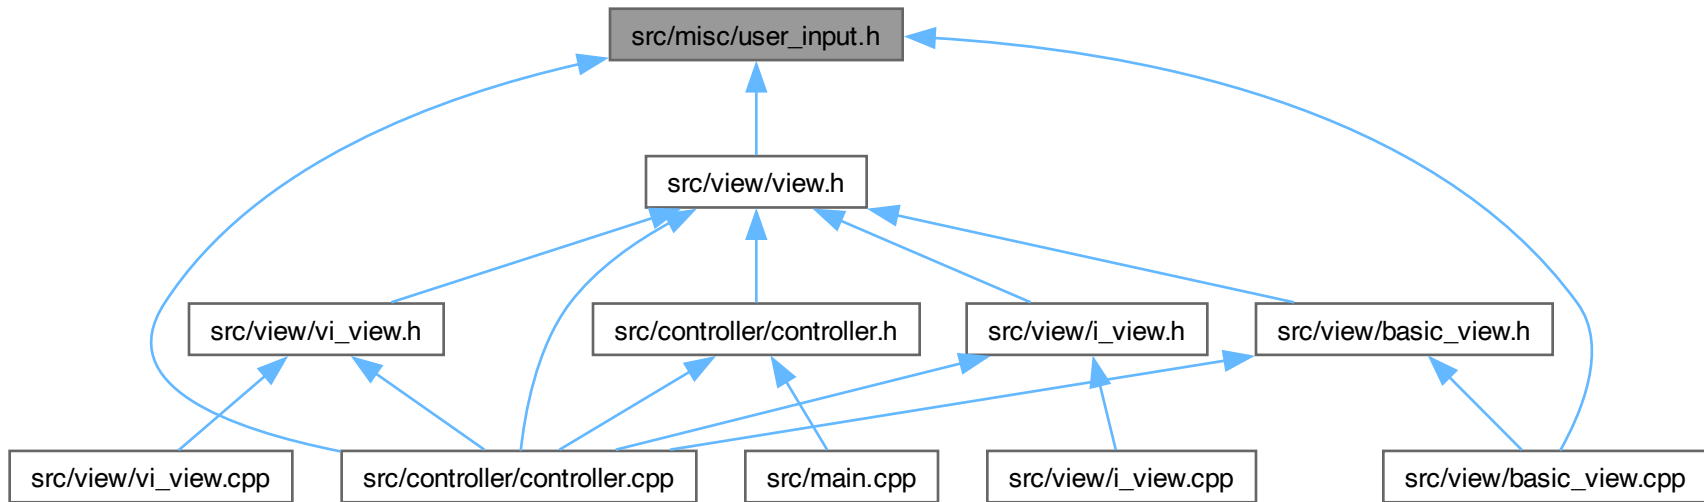 src/misc/user_input.h
src/view/view.h
src/view/vi_view.h
src/controller/controller.h
src/view/i_view.h
src/view/basic_view.h
src/view/vi_view.cpp
src/controller/controller.cpp
src/main.cpp
src/view/i_view.cpp
src/view/basic_view.cpp